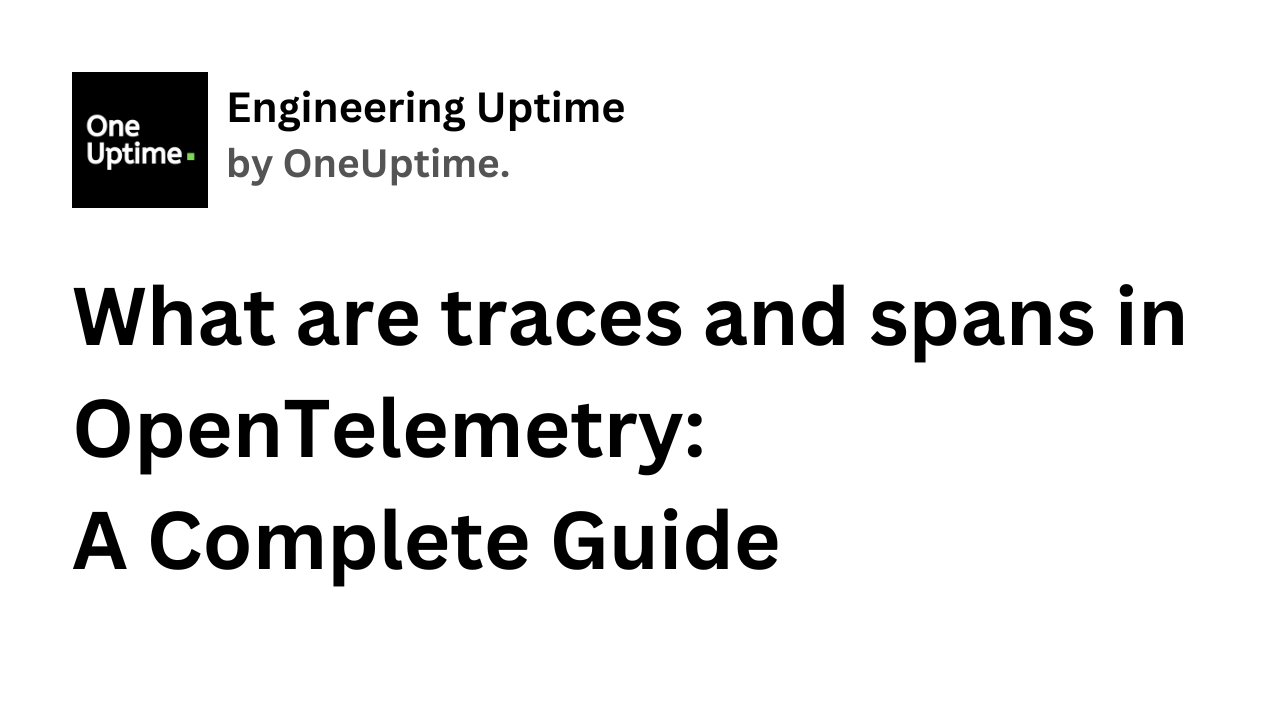 One
Uptime.
Engineering Uptime
by OneUptime.
What are traces and spans in
OpenTelemetry:
A Complete Guide